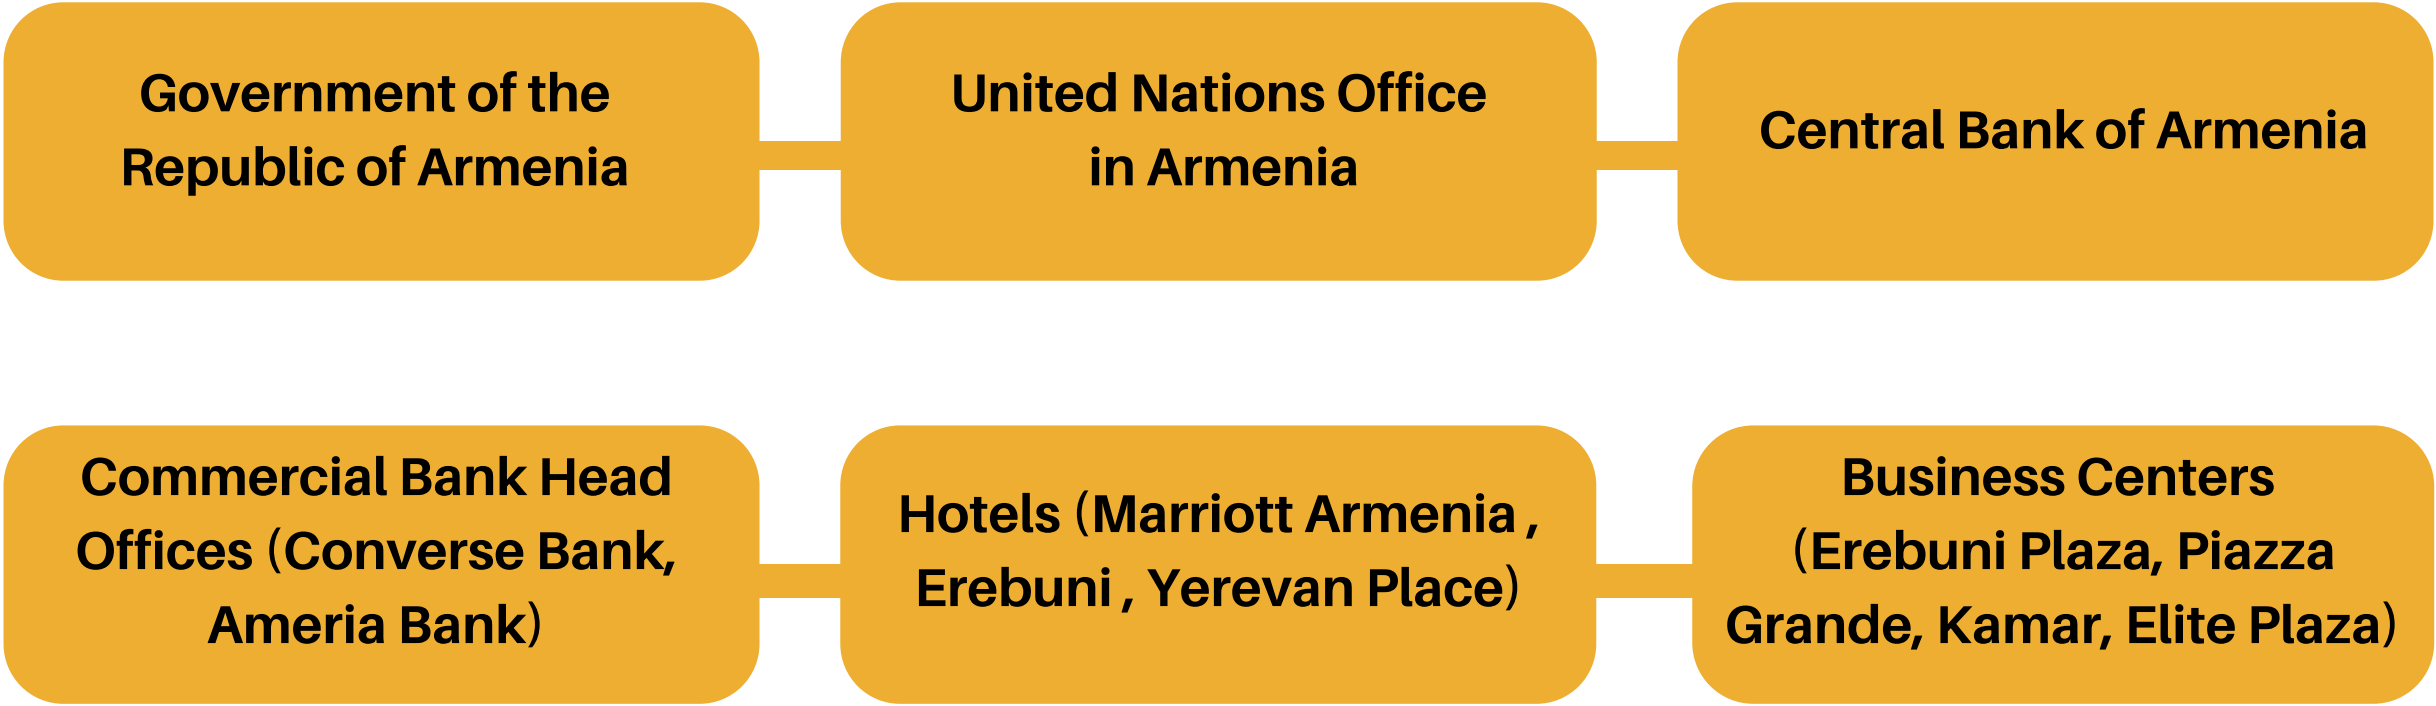 Government of the
Republic of Armenia
United Nations Office
in Armenia
Central Bank of Armenia
Commercial Bank Head
Offices (Converse Bank,
Ameria Bank)
Hotels (Marriott Armenia ,
Erebuni , Yerevan Place)
Business Centers
(Erebuni Plaza, Piazza
Grande, Kamar, Elite Plaza)